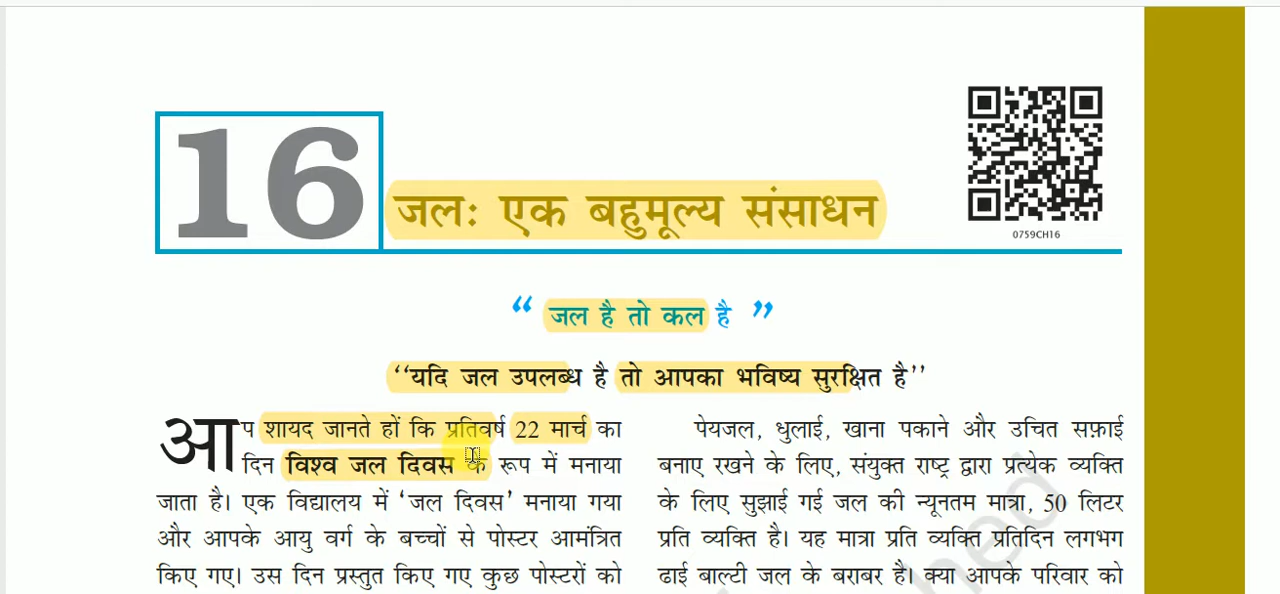 16
जलः एक बहुमूल्य संसाधन
0759CH16
“ जल है तो कल है ”
‘‘यदि जल उपलब्ध है तो आपका भविष्य सुरक्षित है’’
आप शायद जानते हों कि प्रतिवर्ष 22 मार्च का
दिन विश्व जल दिवस के रूप में मनाया
जाता है। एक विद्यालय में ‘जल दिवस’ मनाया गया
और आपके आयु वर्ग के बच्चों से पोस्टर आमंत्रित
किए गए। उस दिन प्रस्तुत किए गए कुछ पोस्टरों को
पेयजल, धुलाई, खाना पकाने और उचित सफ़ाई
बनाए रखने के लिए, संयुक्त राष्ट्र द्वारा प्रत्येक व्यक्ति
के लिए सुझाई गई जल की न्यूनतम मात्रा, 50 लिटर
प्रति व्यक्ति है। यह मात्रा प्रति व्यक्ति प्रतिदिन लगभग
ढाई बाल्टी जल के बराबर है। क्या आपके परिवार को